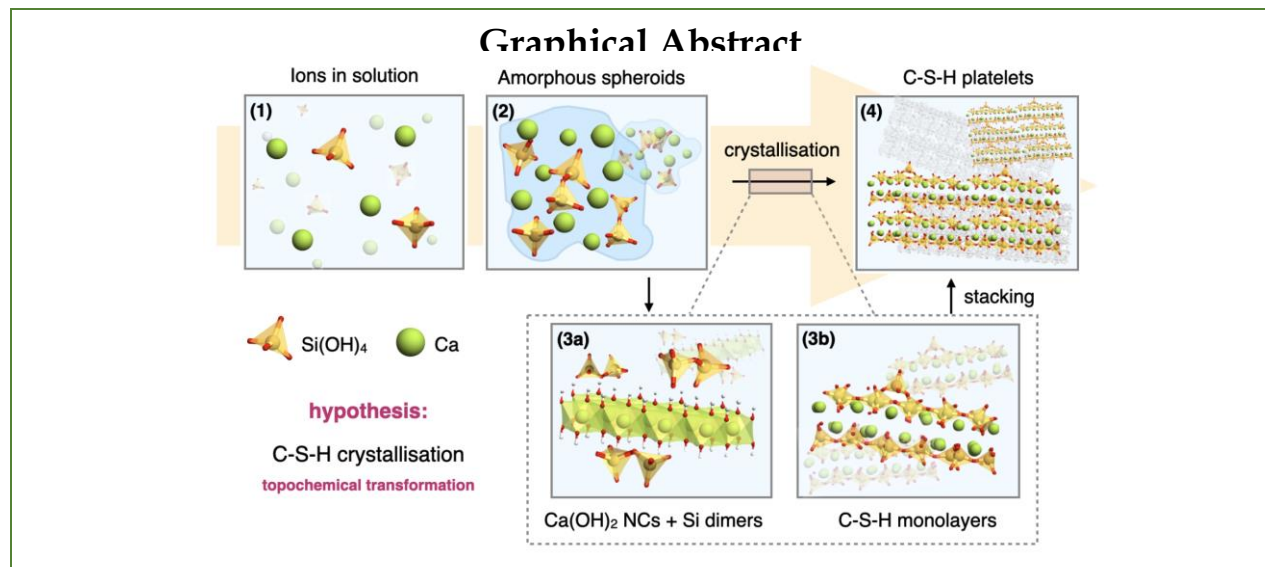 Graphical Abstract
Ions in solution
Amorphous spheroids
C-S-H platelets
(1)
(2)
(4)
crystallisation
stacking
Si(OH)₄
Ca
(3a)
(3b)
hypothesis:
C-S-H crystallisation
topochemical transformation
Ca(OH)₂ NCs + Si dimers
C-S-H monolayers